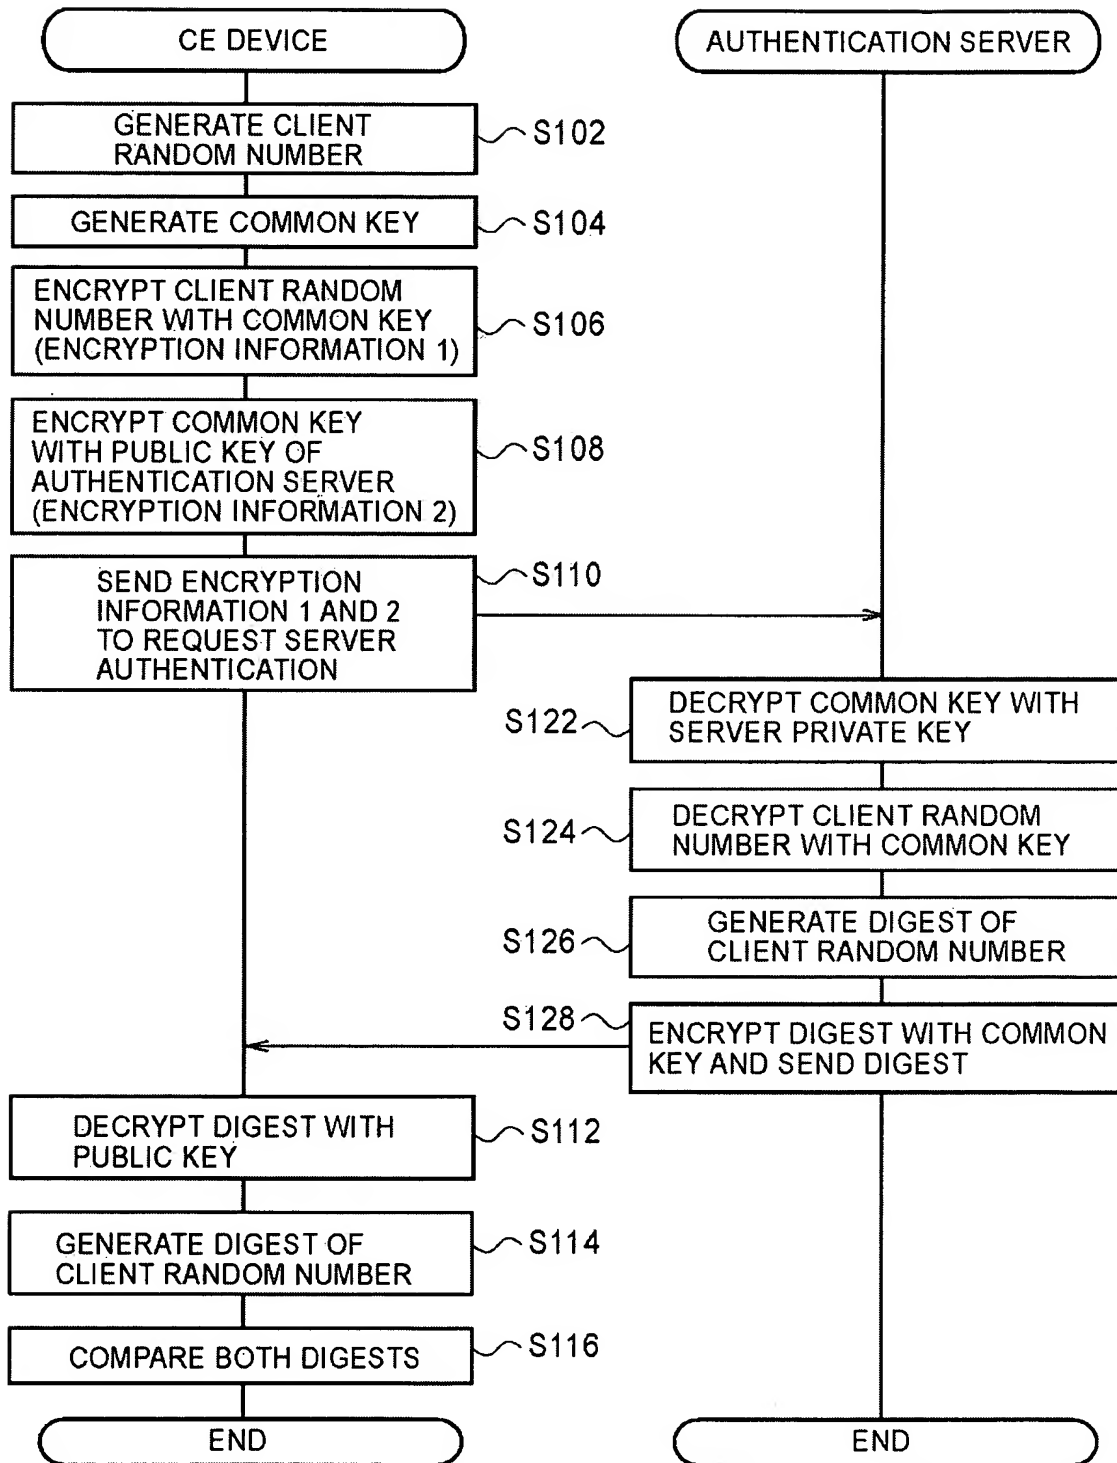 CE DEVICE
AUTHENTICATION SERVER
GENERATE CLIENT
RANDOM NUMBER
S102
GENERATE COMMON KEY
S104
ENCRYPT CLIENT RANDOM
NUMBER WITH COMMON KEY
(ENCRYPTION INFORMATION 1)
S106
ENCRYPT COMMON KEY
WITH PUBLIC KEY OF
AUTHENTICATION SERVER
(ENCRYPTION INFORMATION 2)
S108
SEND ENCRYPTION
INFORMATION 1 AND 2
TO REQUEST SERVER
AUTHENTICATION
S110
S122
DECRYPT COMMON KEY WITH
SERVER PRIVATE KEY
S124
DECRYPT CLIENT RANDOM
NUMBER WITH COMMON KEY
S126
GENERATE DIGEST OF
CLIENT RANDOM NUMBER
S128
ENCRYPT DIGEST WITH COMMON
KEY AND SEND DIGEST
DECRYPT DIGEST WITH
PUBLIC KEY
S112
GENERATE DIGEST OF
CLIENT RANDOM NUMBER
S114
COMPARE BOTH DIGESTS
S116
END
END